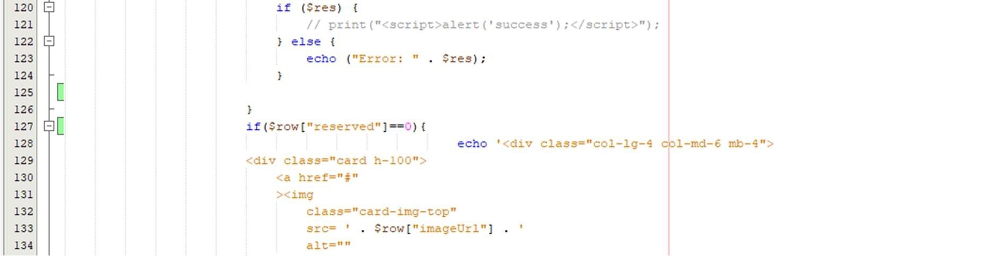 120 if ($res) {
121 // print("<script>alert('success');</script>");
122 } else {
123 echo ("Error: " . $res);
124 }
125
126 }
127 if($row["reserved"]==0){
128 echo '<div class="col-lg-4 col-md-6 mb-4">
129 <div class="card h-100">
130 <a href="#"
131 ><img
132 class="card-img-top"
133 src= ' . $row["imageUrl"] . '
134 alt=""